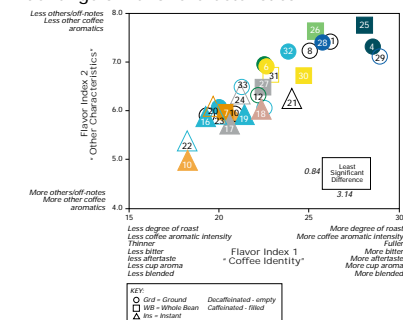 Less others/off-notes
Less other coffee
aromatics
8.0
7.0
6.0
5.0
4.0
Flavor Index 2
" Other Characteristics"
More others/off-notes
More other coffee
aromatics
25
26
1
28
4
8
32
29
6
31
30
27
33
24
12
21
20
10
16
23
19
18
17
22
10
0.84
Least
Significant
Difference
3.14
15
20
25
30
Less degree of roast
Less coffee aromatic intensity
Thinner
Less bitter
less aftertaste
Less cup aroma
Less blended
Flavor Index 1
" Coffee Identity"
More degree of roast
More coffee aromatic intensity
Fuller
More bitter
More aftertaste
More cup aroma
More blended
KEY:
Grd = Ground Decaffeinated - empty
WB = Whole Bean Caffeinated - filled
Ins = Instant